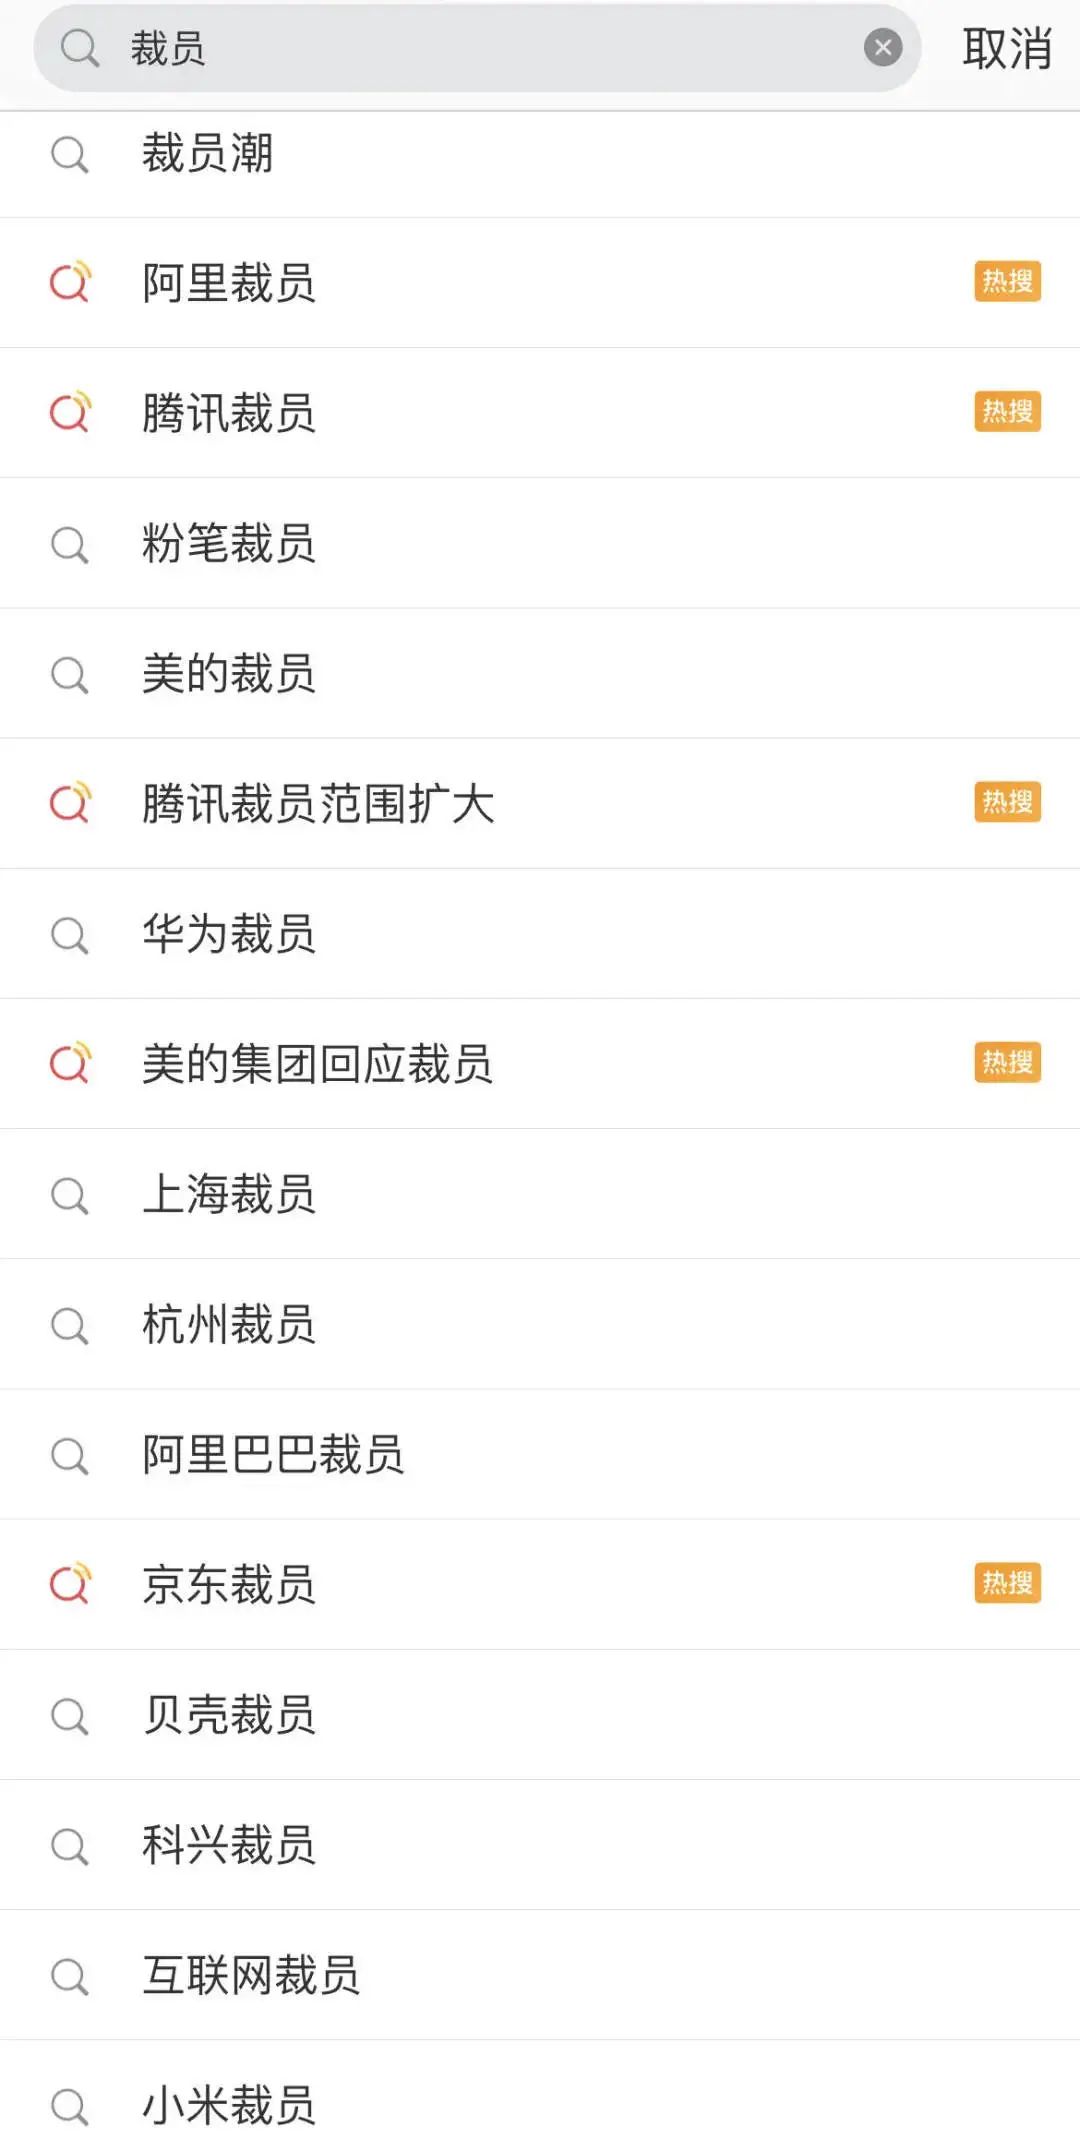 裁员 取消
裁员潮
阿里裁员 热搜
腾讯裁员 热搜
粉笔裁员
美的裁员
腾讯裁员范围扩大 热搜
华为裁员
美的集团回应裁员 热搜
上海裁员
杭州裁员
阿里巴巴裁员
京东裁员 热搜
贝壳裁员
科兴裁员
互联网裁员
小米裁员